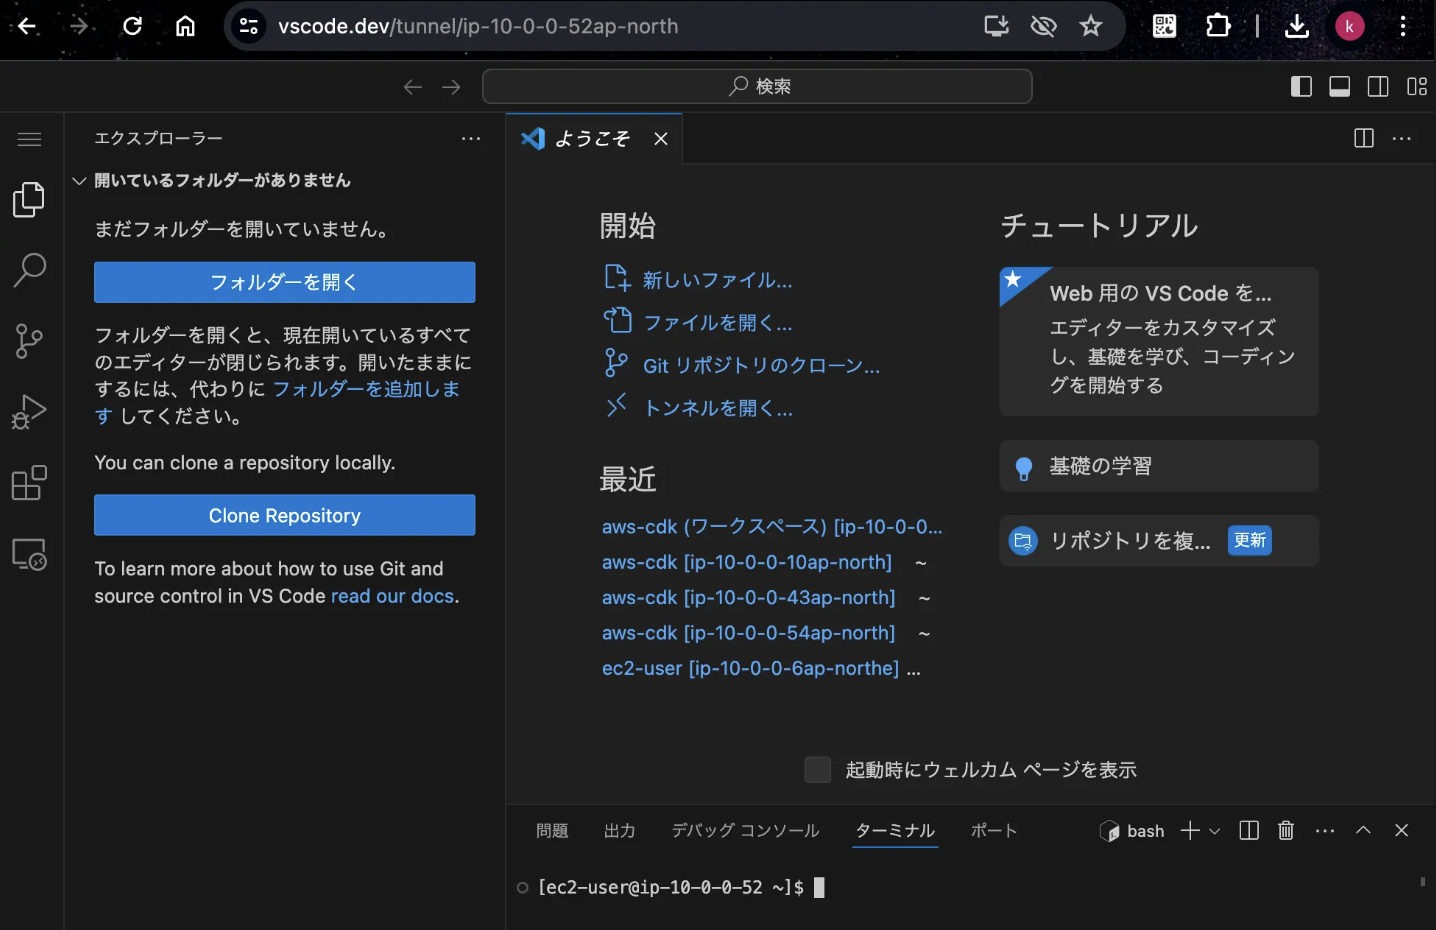 vscode.dev/tunnel/ip-10-0-0-52ap-north
k
検索
エクスプローラー
ようこそ
開いているフォルダーがありません
まだフォルダーを開いていません。
フォルダーを開く
フォルダーを開くと、現在開いているすべて
のエディターが閉じられます。開いたままに
するには、代わりに フォルダーを追加しま
す してください。
You can clone a repository locally.
Clone Repository
To learn more about how to use Git and
source control in VS Code read our docs.
開始
新しいファイル...
ファイルを開く...
Git リポジトリのクローン...
トンネルを開く...
最近
aws-cdk (ワークスペース) [ip-10-0-0...
aws-cdk [ip-10-0-0-10ap-north] ~
aws-cdk [ip-10-0-0-43ap-north] ~
aws-cdk [ip-10-0-0-54ap-north] ~
ec2-user [ip-10-0-0-6ap-northe] ...
チュートリアル
Web 用の VS Code を...
エディターをカスタマイズ
し、基礎を学び、コーディン
グを開始する
基礎の学習
リポジトリを複... 更新
起動時にウェルカム ページを表示
問題 出力 デバッグ コンソール ターミナル ポート bash
[ec2-user@ip-10-0-0-52 ~]$